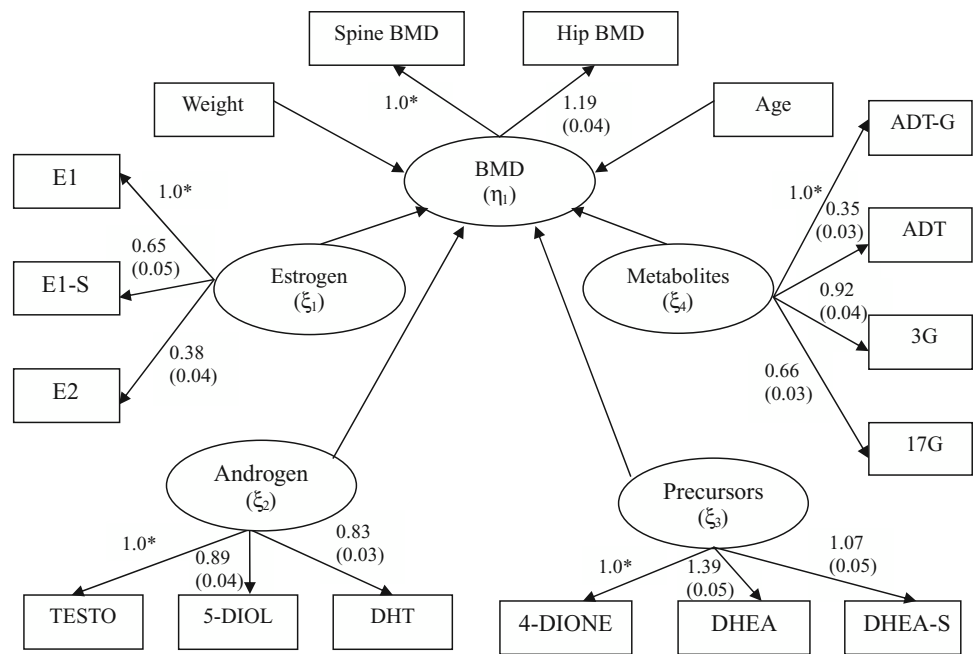 Spine BMD
Hip BMD
Weight
1.0*
1.19
(0.04)
Age
ADT-G
BMD
(η₁)
E1
1.0*
1.0*
0.35
(0.03)
ADT
0.65
(0.05)
E1-S
Estrogen
(ξ₁)
Metabolites
(ξ₄)
0.92
(0.04)
3G
0.38
(0.04)
E2
0.66
(0.03)
17G
Androgen
(ξ₂)
Precursors
(ξ₃)
1.0*
0.89
(0.04)
0.83
(0.03)
1.0*
1.39
(0.05)
1.07
(0.05)
TESTO
5-DIOL
DHT
4-DIONE
DHEA
DHEA-S